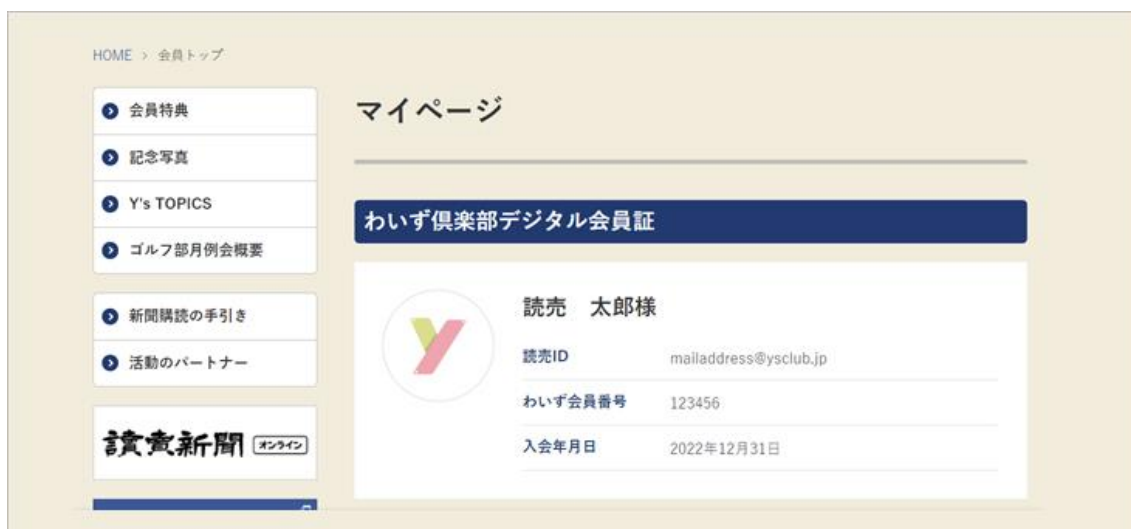 HOME > 会員トップ
会員特典
記念写真
Y's TOPICS
ゴルフ部月例会概要
新聞購読の手引き
活動のパートナー
讀賣新聞 オンライン
マイページ
わいず倶楽部デジタル会員証
読売 太郎様
読売ID mailaddress@ysclub.jp
わいず会員番号 123456
入会年月日 2022年12月31日